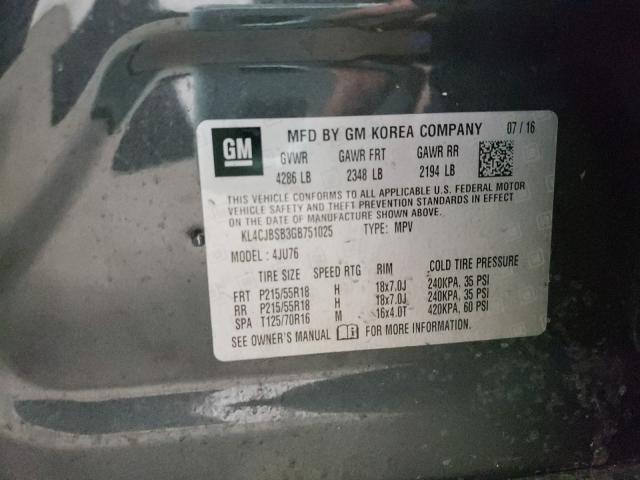 GM MFD BY GM KOREA COMPANY 07 / 16
GVWR GAWR FRT GAWR RR
4286 LB 2348 LB 2194 LB
THIS VEHICLE CONFORMS TO ALL APPLICABLE U.S. FEDERAL MOTOR
VEHICLE SAFETY AND THEFT PREVENTION STANDARDS IN EFFECT
ON THE DATE OF MANUFACTURE SHOWN ABOVE.
KL4CJBSB3GB751025 TYPE: MPV
MODEL : 4JU76
TIRE SIZE SPEED RTG RIM COLD TIRE PRESSURE
FRT P215/55R18 H 18x7.0J 240KPA, 35 PSI
RR P215/55R18 H 18x7.0J 240KPA, 35 PSI
SPA T125/70R16 M 16x4.0T 420KPA, 60 PSI
SEE OWNER'S MANUAL FOR MORE INFORMATION.